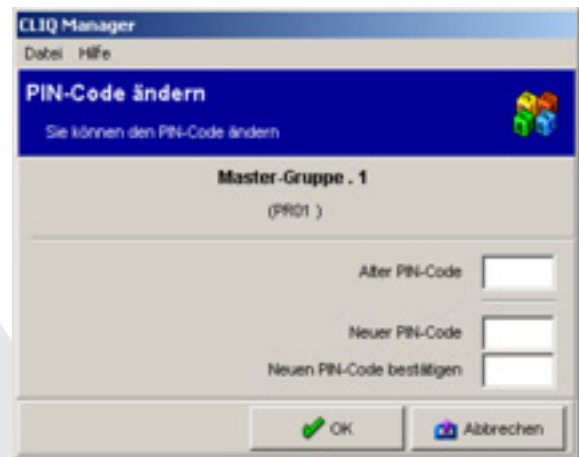 CLIQ Manager
Datei Hilfe
PIN-Code ändern
Sie können den PIN-Code ändern
Master-Gruppe . 1
(PR01 )
Alter PIN-Code
Neuer PIN-Code
Neuen PIN-Code bestätigen
OK Abbrechen